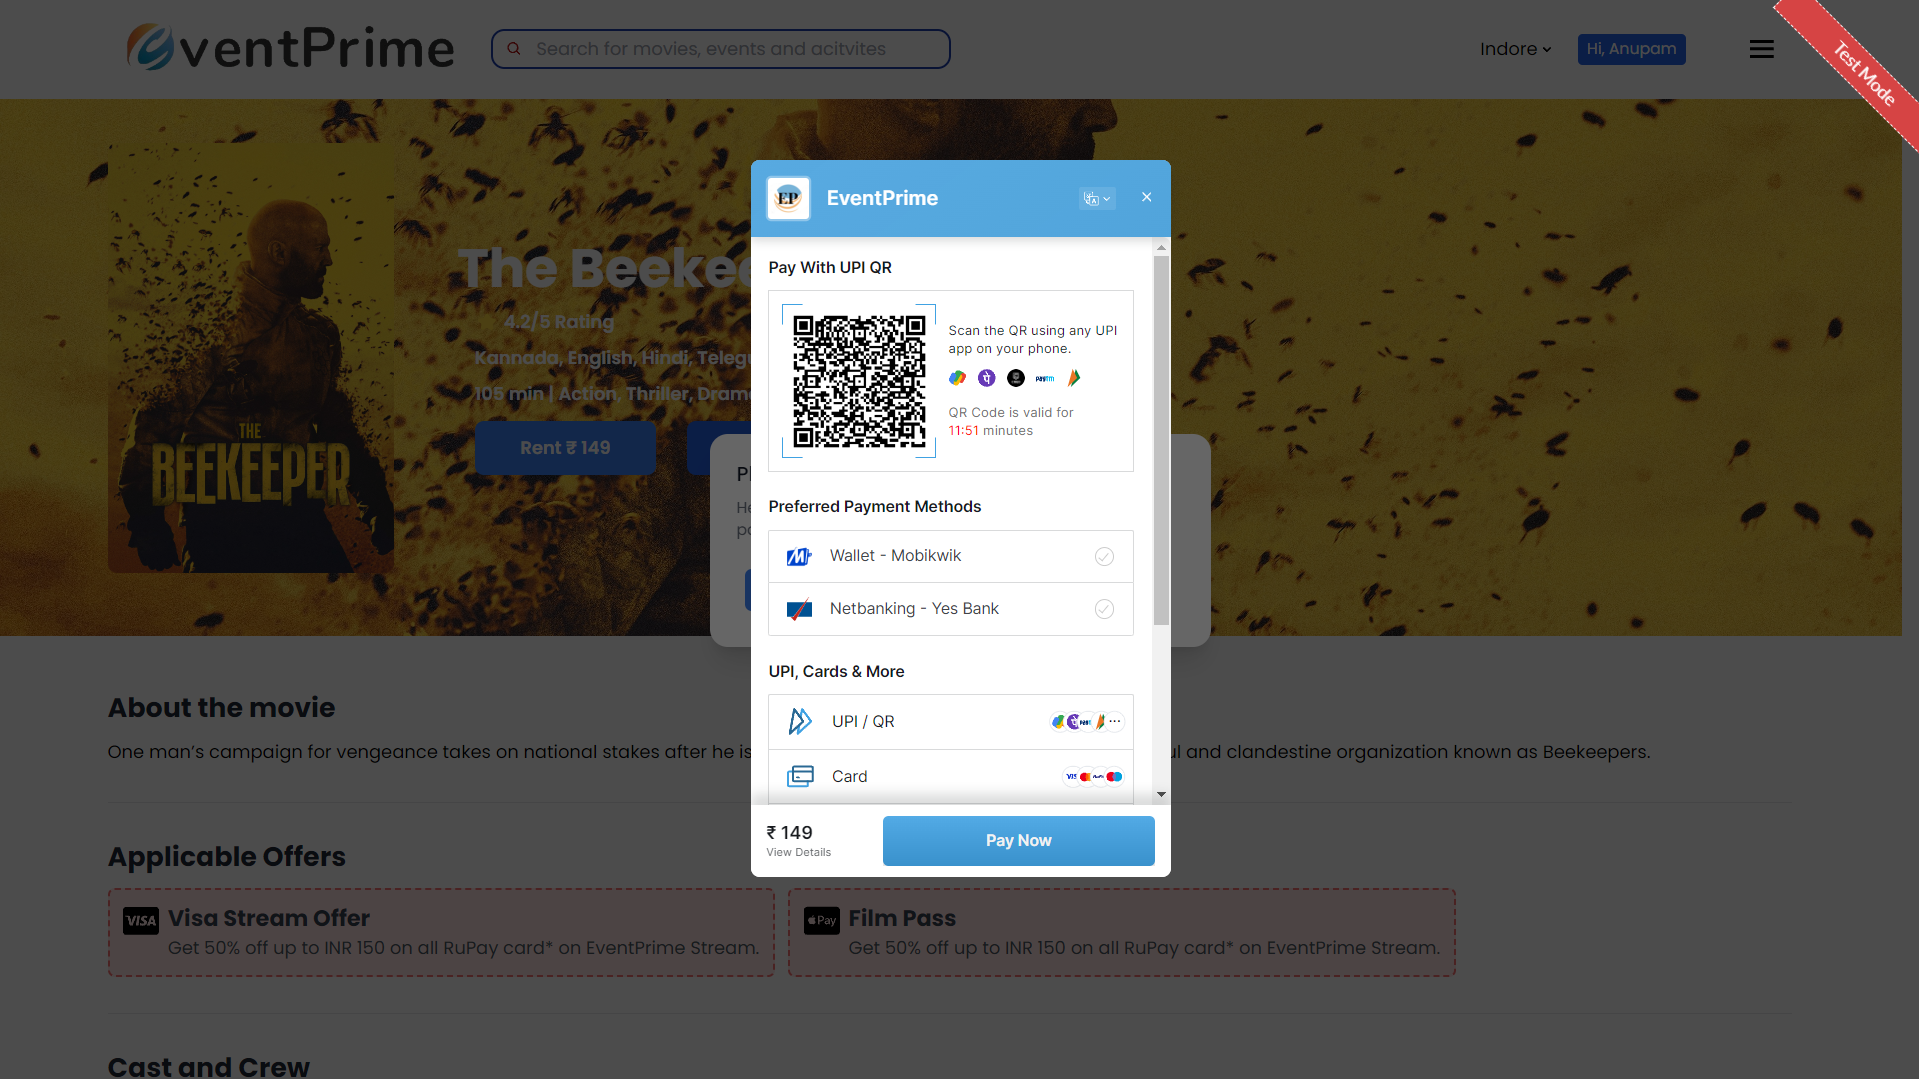 ventPrime
Search for movies, events and acitvites
Indore
Hi, Anupam
Test Mode
EP
EventPrime
The Beekee
4.2/5 Rating
Kannada, English, Hindi, Telegu
105 min | Action, Thriller, Drama
Rent ₹ 149
THE
BEEKEEPER
Pay With UPI QR
Scan the QR using any UPI
app on your phone.
paytm
QR Code is valid for
11:51 minutes
Preferred Payment Methods
Wallet - Mobikwik
Netbanking - Yes Bank
UPI, Cards & More
UPI / QR
Card
VISA
₹ 149
View Details
Pay Now
About the movie
One man's campaign for vengeance takes on national stakes after he is
ul and clandestine organization known as Beekeepers.
Applicable Offers
VISA
Visa Stream Offer
Get 50% off up to INR 150 on all RuPay card* on EventPrime Stream.
Pay
Film Pass
Get 50% off up to INR 150 on all RuPay card* on EventPrime Stream.
Cast and Crew